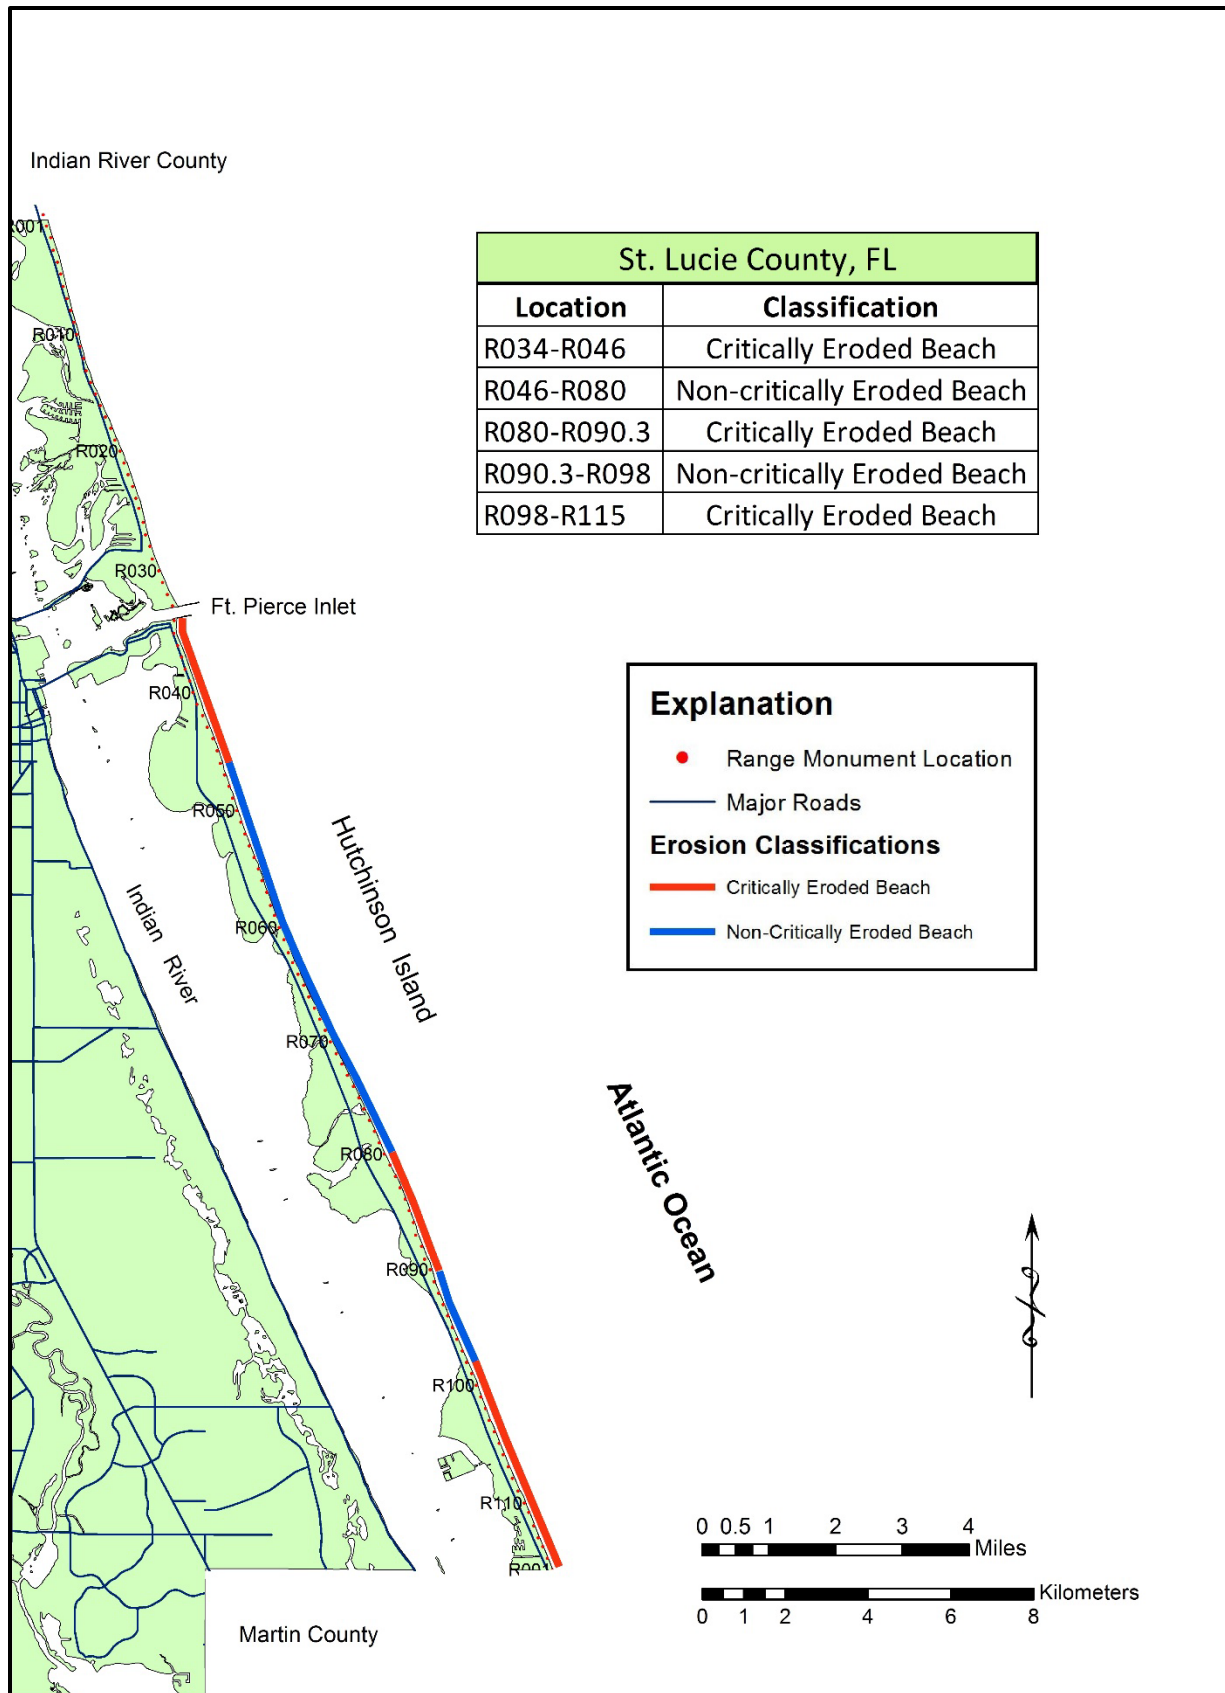 Indian River County
R001
St. Lucie County, FL
Location Classification
R034-R046 Critically Eroded Beach
R046-R080 Non-critically Eroded Beach
R080-R090.3 Critically Eroded Beach
R090.3-R098 Non-critically Eroded Beach
R098-R115 Critically Eroded Beach
R010
R020
R030
Ft. Pierce Inlet
R040
Explanation
Range Monument Location
Major Roads
Erosion Classifications
Critically Eroded Beach
Non-Critically Eroded Beach
R050
Hutchinson Island
Indian River
R060
R070
Atlantic Ocean
R080
R090
R100
R110
R001
0 0.5 1 2 3 4
Miles
Kilometers
0 1 2 4 6 8
Martin County